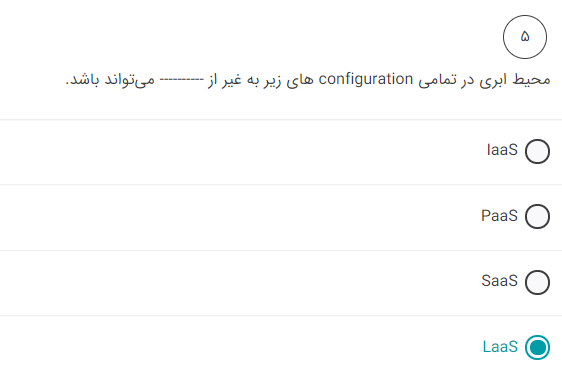 ۵
محیط ابری در تمامی configuration های زیر به غیر از ---------- می‌تواند باشد.
IaaS
PaaS
SaaS
LaaS